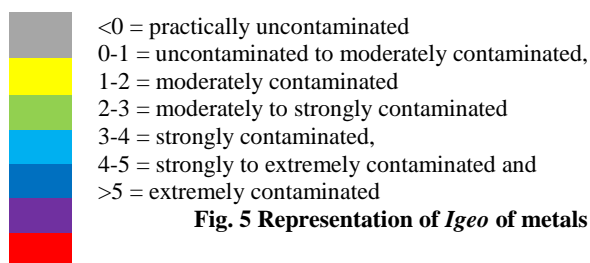 <0 = practically uncontaminated
0-1 = uncontaminated to moderately contaminated,
1-2 = moderately contaminated
2-3 = moderately to strongly contaminated
3-4 = strongly contaminated,
4-5 = strongly to extremely contaminated and
>5 = extremely contaminated
Fig. 5 Representation of Igeo of metals